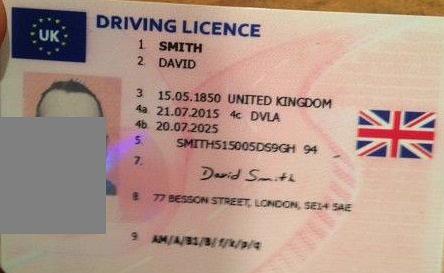 UK
DRIVING LICENCE
1. SMITH
2. DAVID
3. 15.05.1850 UNITED KINGDOM
4a. 21.07.2015 4c. DVLA
4b. 20.07.2025
5. SMITH515005DS9GH 94
7. David Smith
8. 77 BESSON STREET, LONDON, SE14 5AE
9. AM/A/B1/B/f/k/p/q